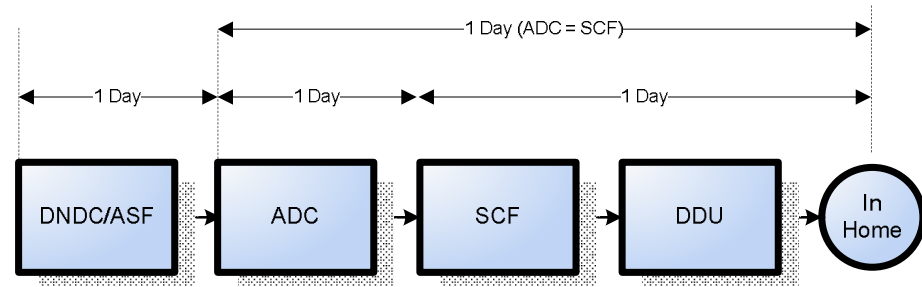 1 Day (ADC = SCF)
1 Day
1 Day
1 Day
DNDC/ASF
ADC
SCF
DDU
In
Home